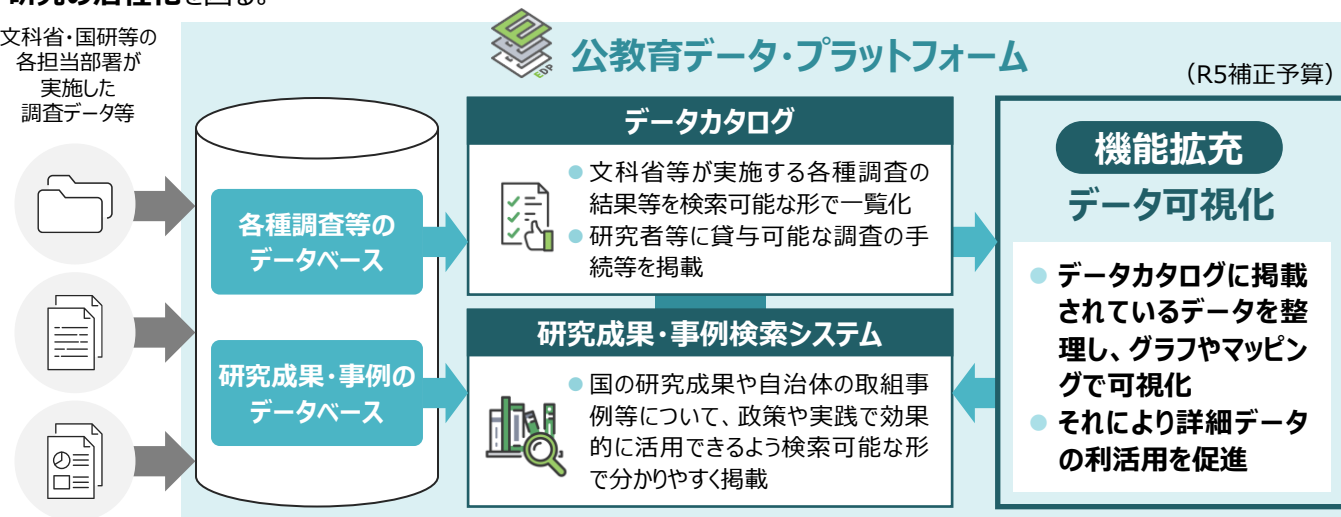 研究の活性化を図る。
文科省・国研等の
各担当部署が
実施した
調査データ等
公教育データ・プラットフォーム
EDP
(R5補正予算)
各種調査等の
データベース
研究成果・事例の
データベース
データカタログ
● 文科省等が実施する各種調査の
結果等を検索可能な形で一覧化
● 研究者等に貸与可能な調査の手
続等を掲載
研究成果・事例検索システム
● 国の研究成果や自治体の取組事
例等について、政策や実践で効果
的に活用できるよう検索可能な形
で分かりやすく掲載
機能拡充
データ可視化
● データカタログに掲載
されているデータを整
理し、グラフやマッピン
グで可視化
● それにより詳細データ
の利活用を促進